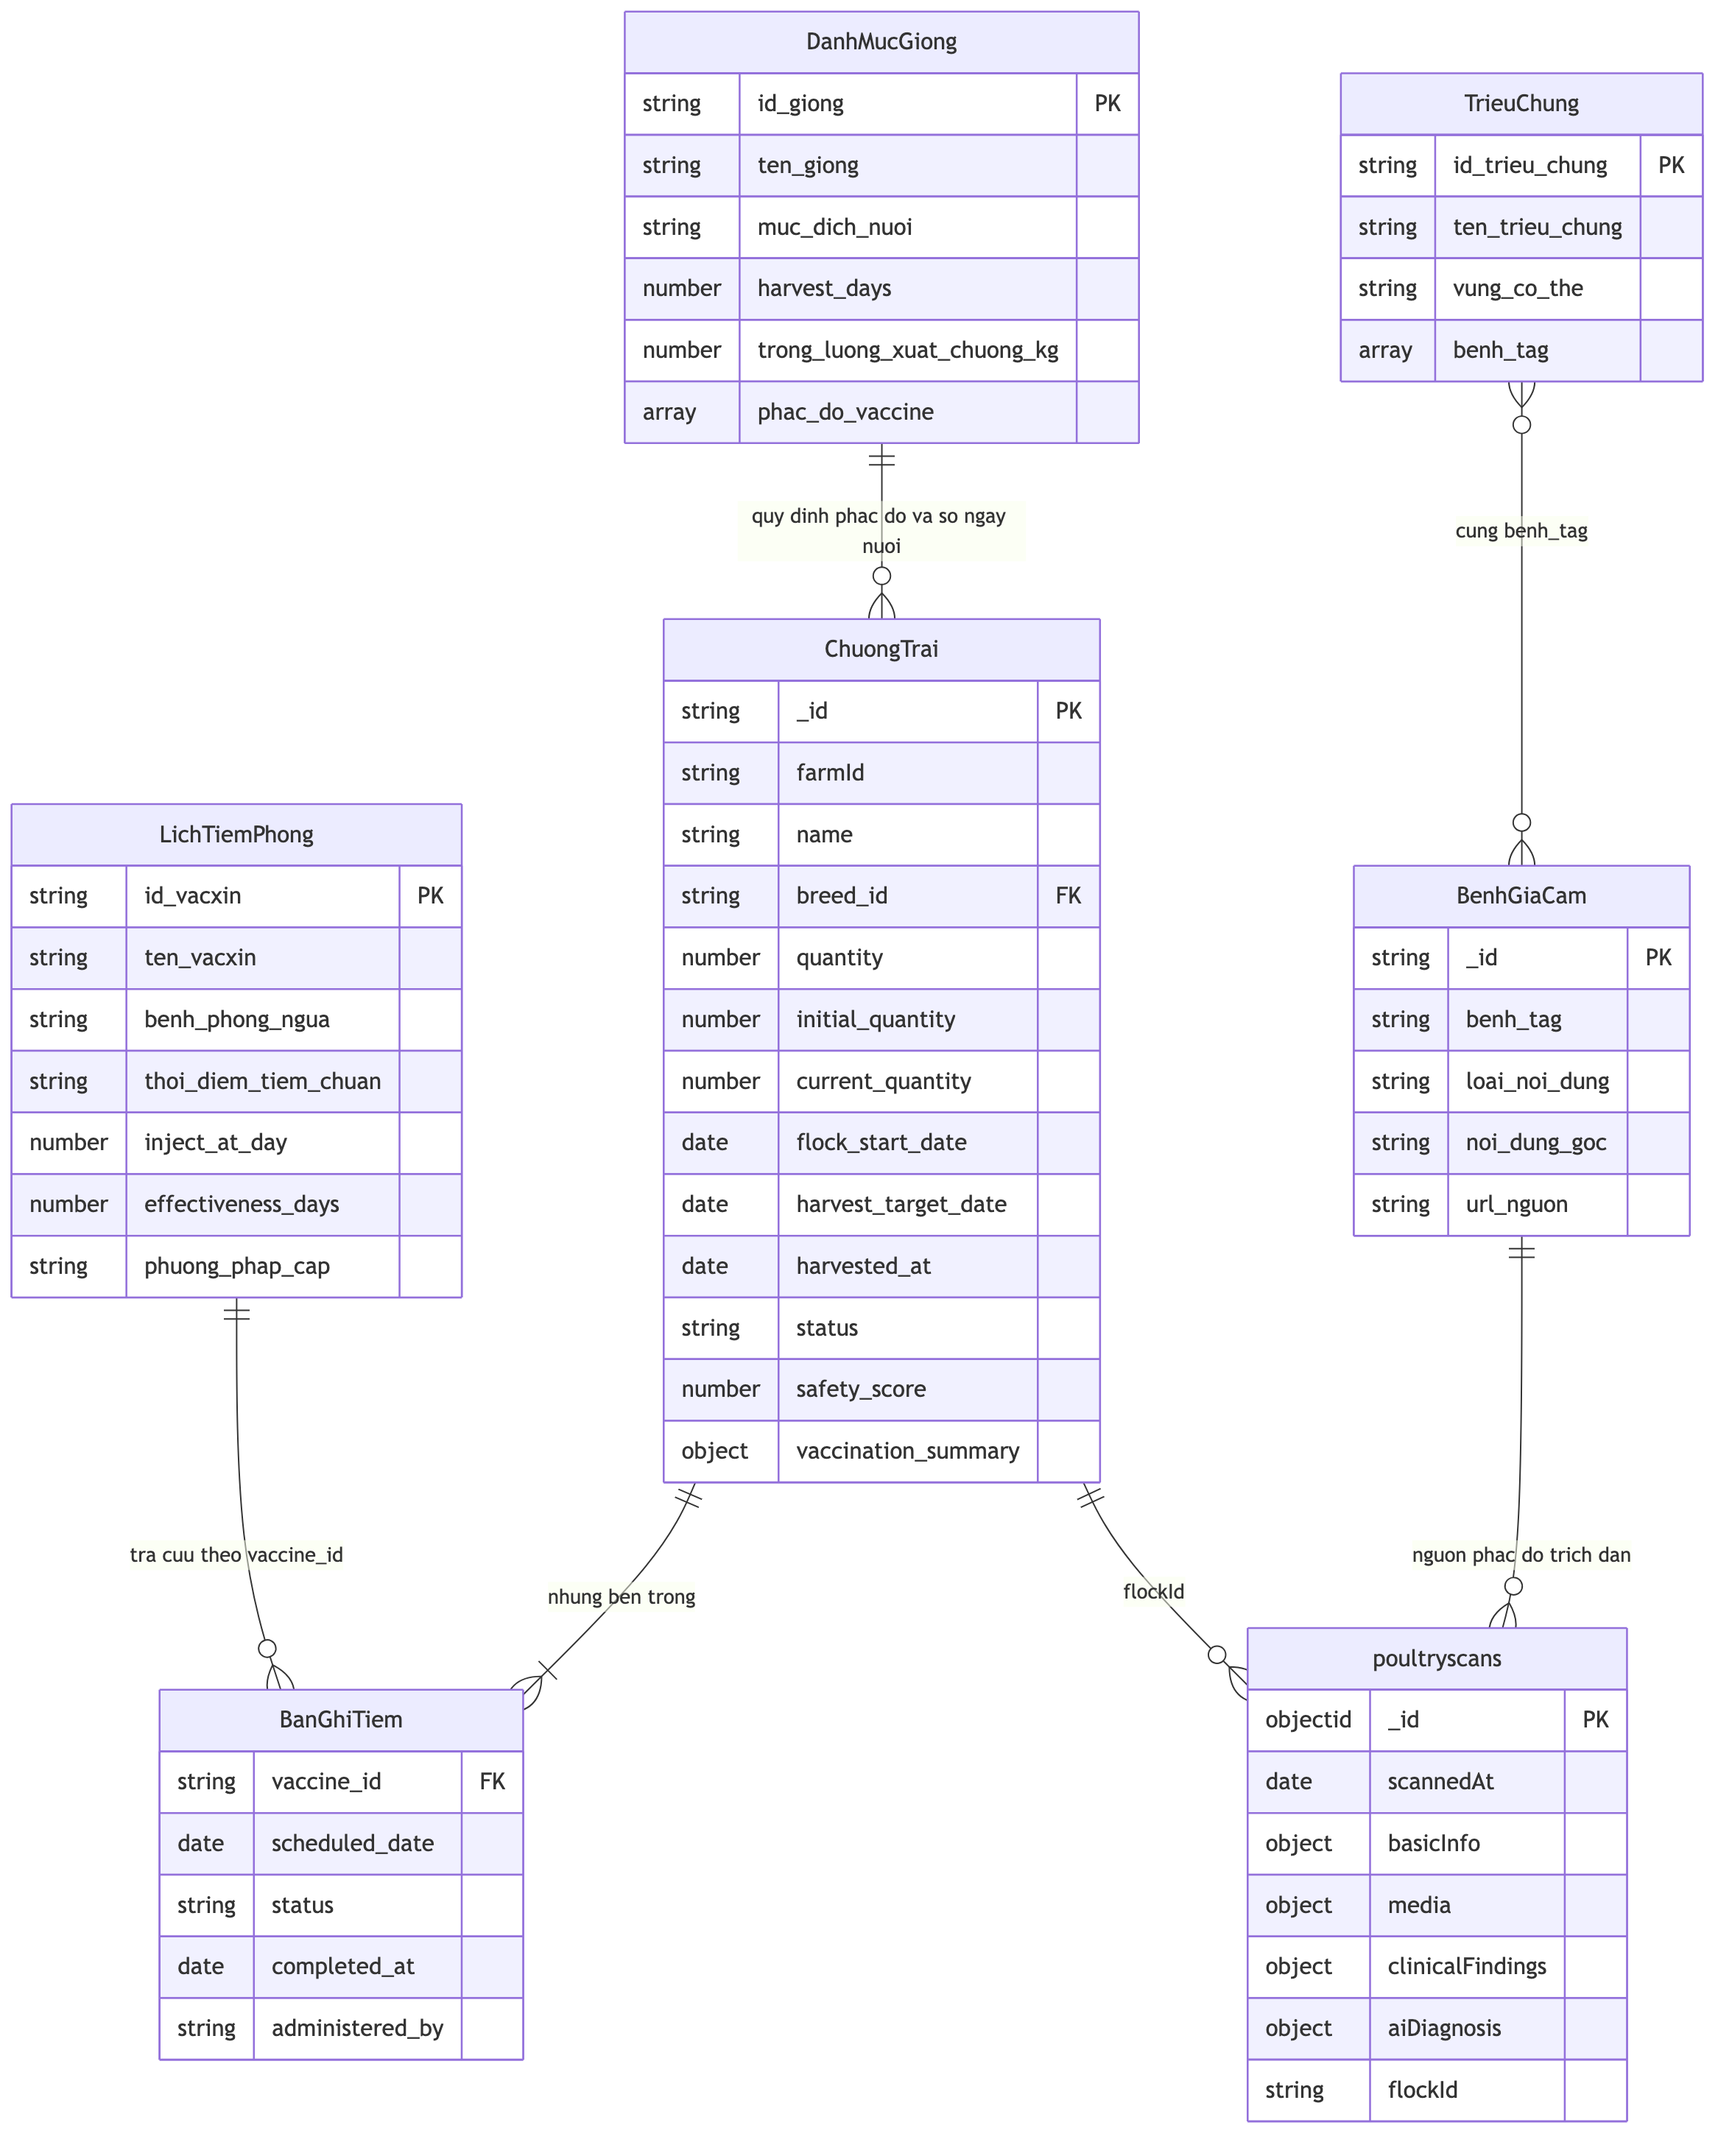 DanhMucGiong
string id_giong PK
string ten_giong
string muc_dich_nuoi
number harvest_days
number trong_luong_xuat_chuong_kg
array phac_do_vaccine
TrieuChung
string id_trieu_chung PK
string ten_trieu_chung
string vung_co_the
array benh_tag
quy dinh phac do va so ngay
nuoi
cung benh_tag
ChuongTrai
string _id PK
string farmId
string name
string breed_id FK
number quantity
number initial_quantity
number current_quantity
date flock_start_date
date harvest_target_date
date harvested_at
string status
number safety_score
object vaccination_summary
LichTiemPhong
string id_vacxin PK
string ten_vacxin
string benh_phong_ngua
string thoi_diem_tiem_chuan
number inject_at_day
number effectiveness_days
string phuong_phap_cap
BenhGiaCam
string _id PK
string benh_tag
string loai_noi_dung
string noi_dung_goc
string url_nguon
tra cuu theo vaccine_id
nhung ben trong
flockId
nguon phac do trich dan
BanGhiTiem
string vaccine_id FK
date scheduled_date
string status
date completed_at
string administered_by
poultryscans
objectid _id PK
date scannedAt
object basicInfo
object media
object clinicalFindings
object aiDiagnosis
string flockId